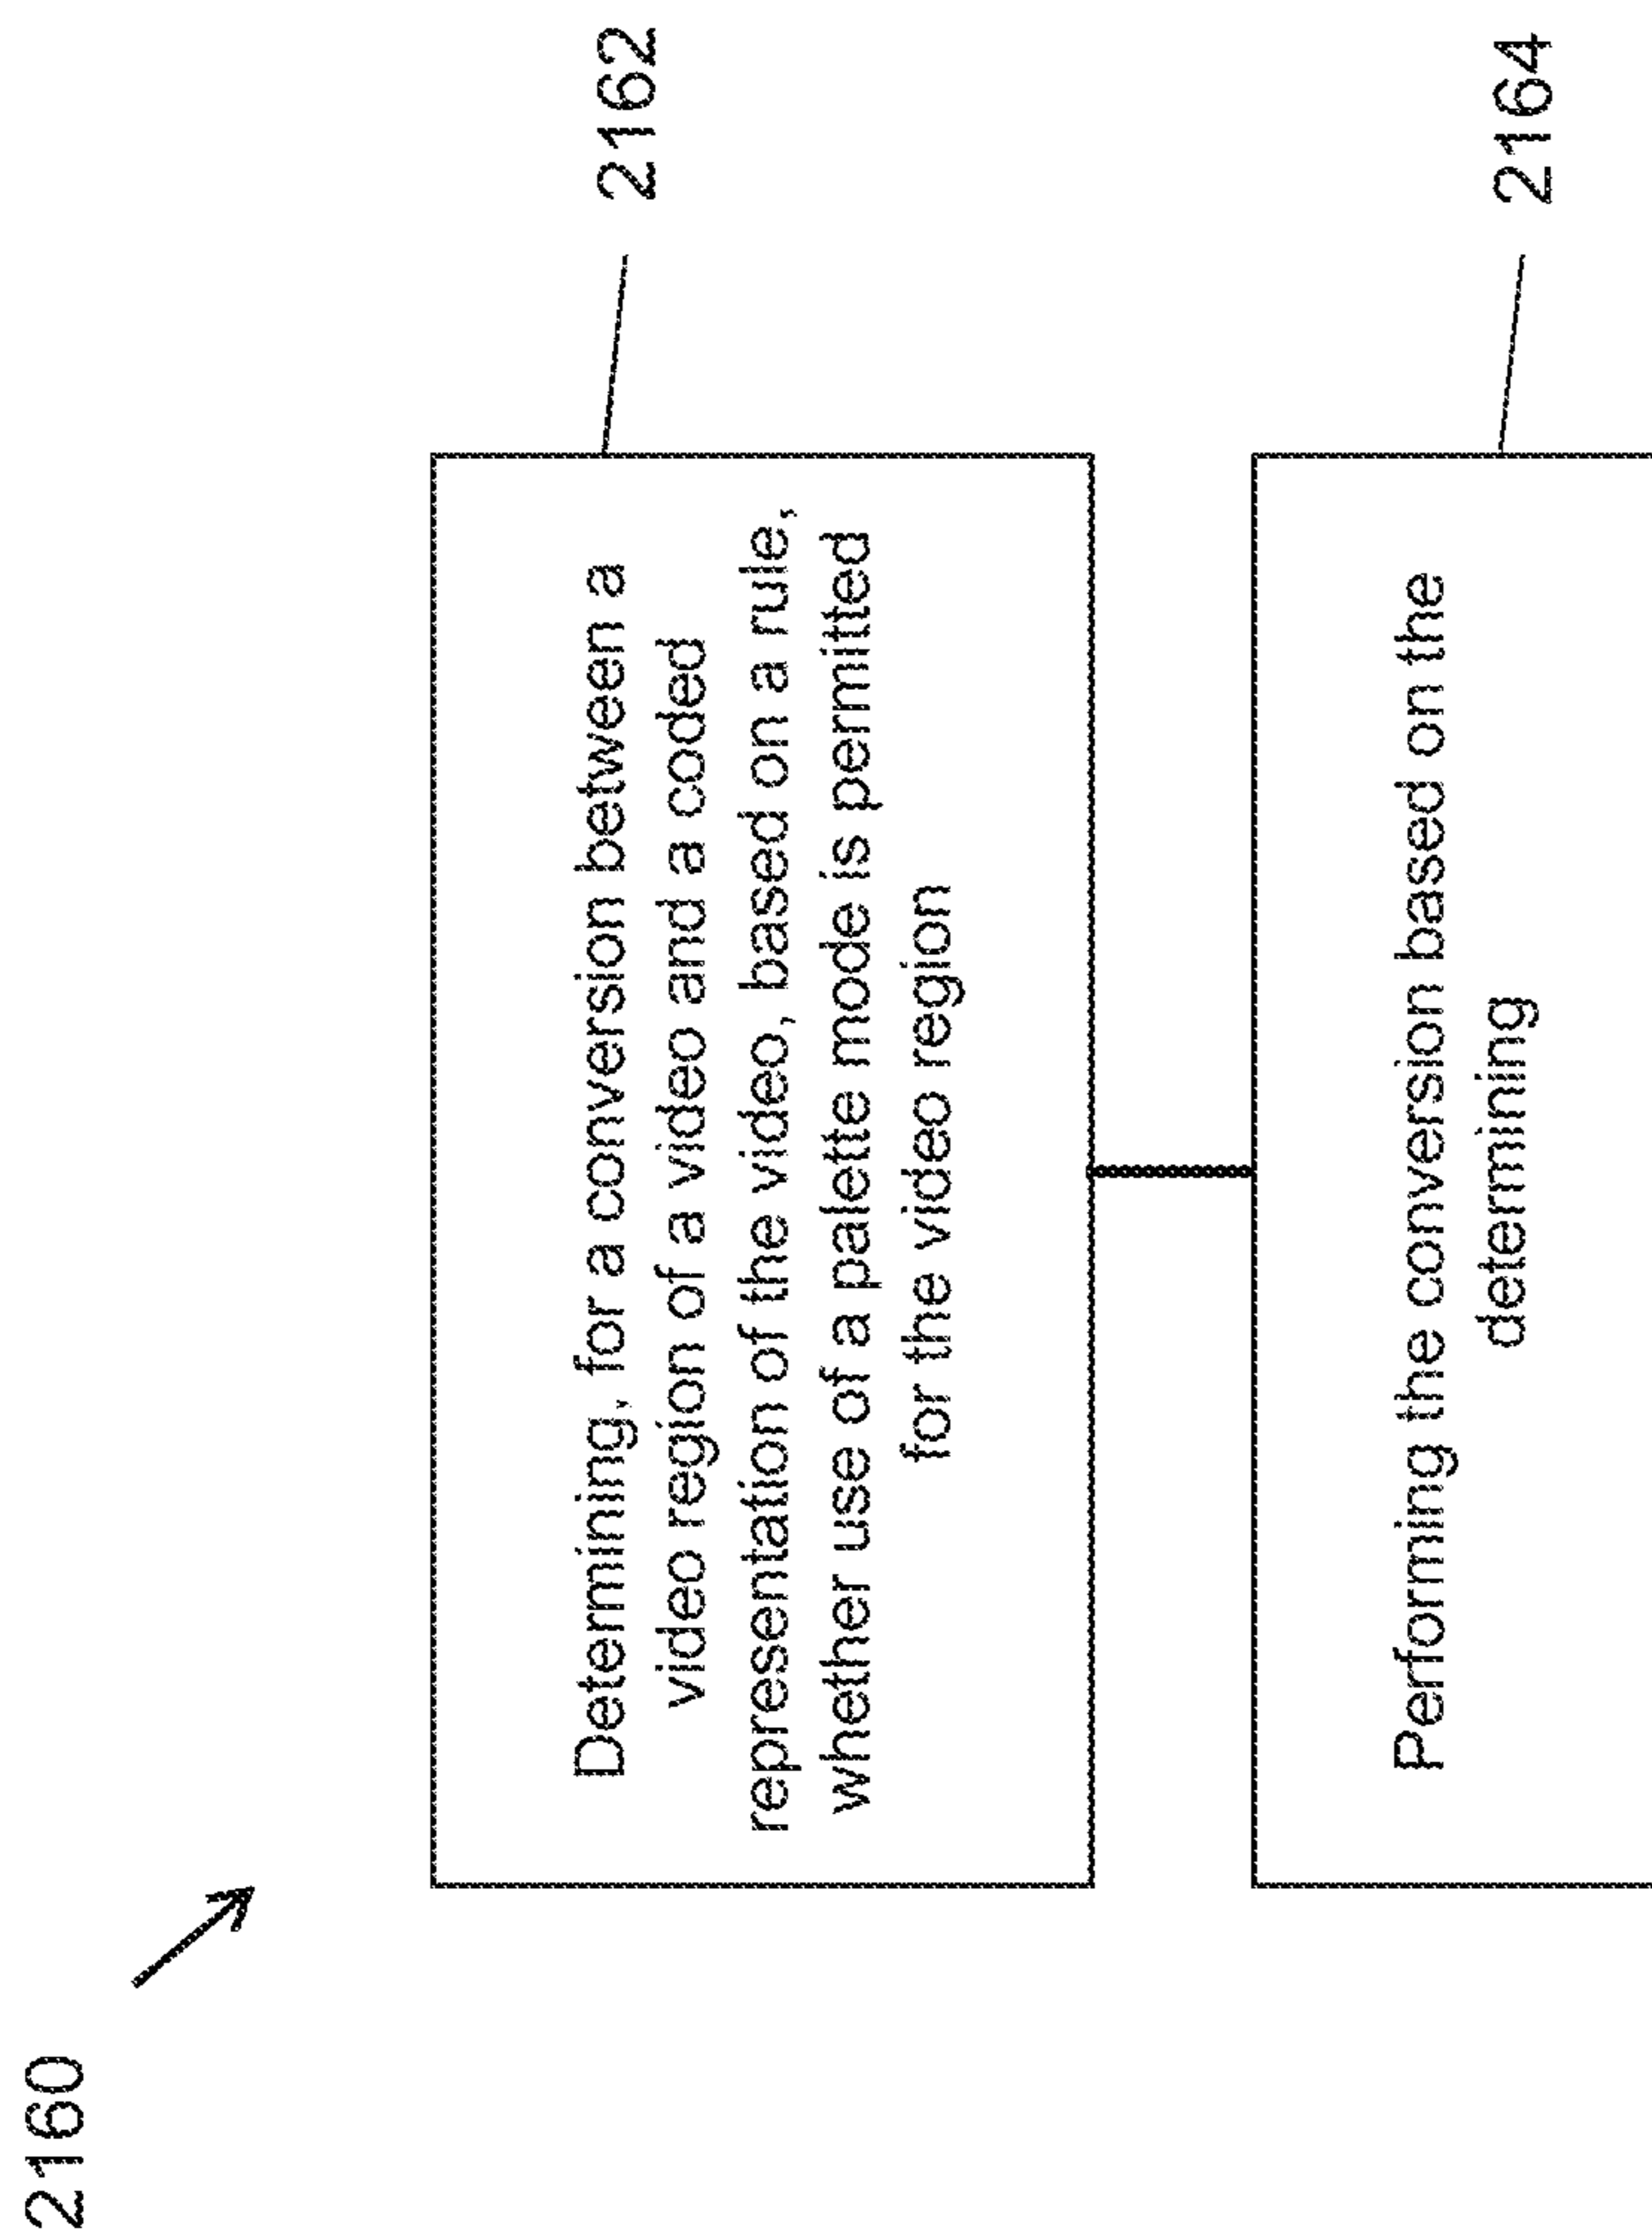 2160
Determining, for a conversion between a
video region of a video and a coded
representation of the video, based on a rule,
whether use of a palette mode is permitted
for the video region
2162
Performing the conversion based on the
determining
2164